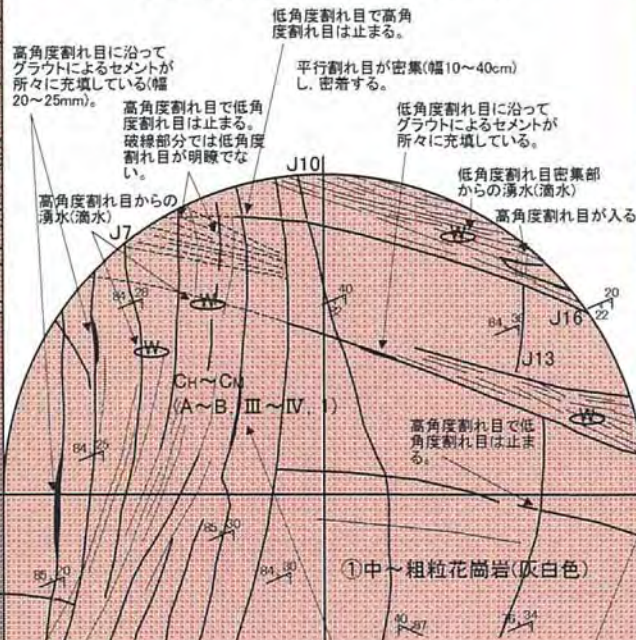 低角度割れ目で高角
度割れ目は止まる。
高角度割れ目に沿って
グラウトによるセメントが
所々に充填している(幅
20～25mm)。
平行割れ目が密集(幅10～40cm)
し、密着する。
高角度割れ目で低角
度割れ目は止まる。
破線部分では低角度
割れ目が明瞭でな
い。
低角度割れ目に沿って
グラウトによるセメントが
所々に充填している。
J10
低角度割れ目密集部
からの湧水(滴水)
高角度割れ目からの
湧水(滴水)
高角度割れ目が入る
J7
W
84 28
W
40
20
22
J16
84
W
J13
CH～CM
(A～B, Ⅲ～Ⅳ, 1)
W
高角度割れ目で低
角度割れ目は止ま
る。
84 25
85 30
①中～粗粒花崗岩(灰白色)
85 20
84 80
40 87
34